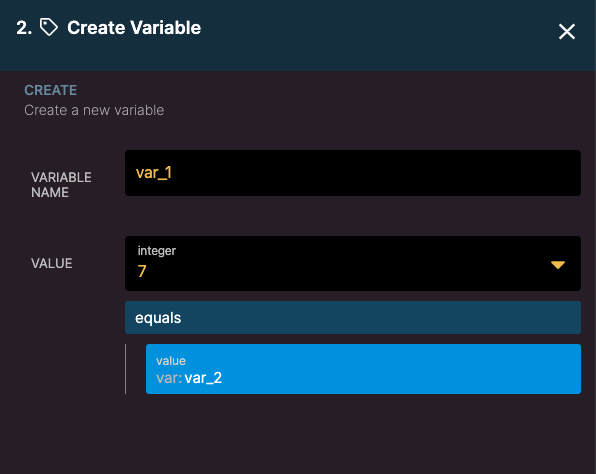 2. Create Variable
CREATE
Create a new variable
VARIABLE
NAME
var_1
VALUE
integer
7
equals
value
var:var_2